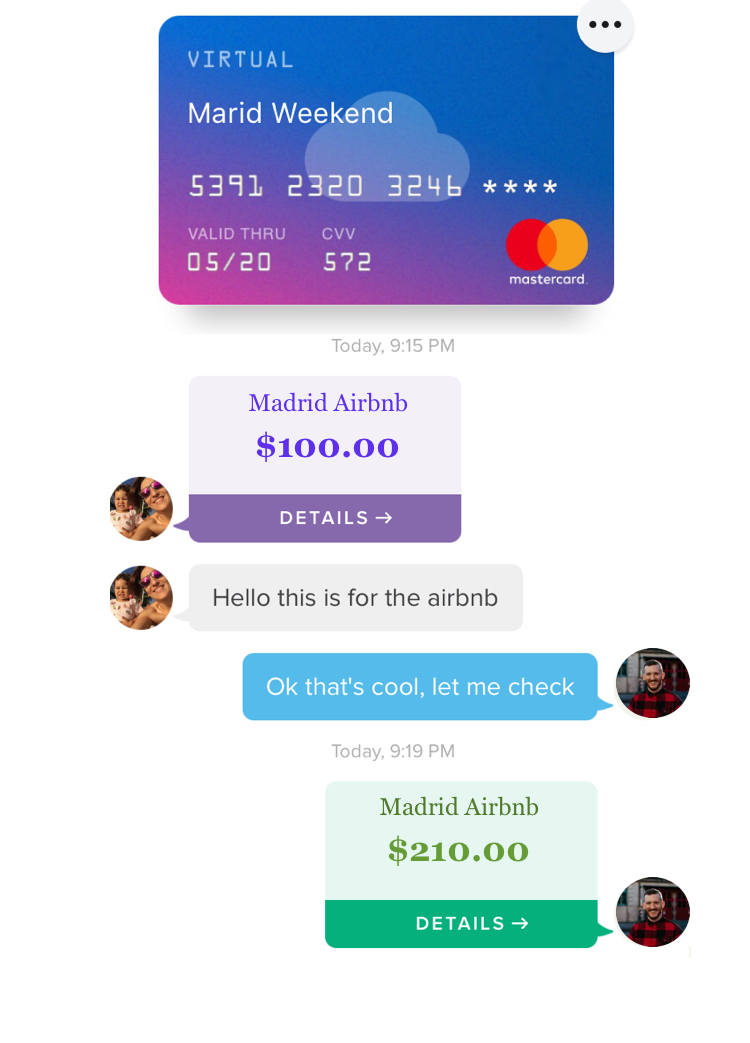 VIRTUAL
Marid Weekend
5391 2320 3246 ****
VALID THRU CVV
05/20 572
mastercard
Today, 9:15 PM
Madrid Airbnb
$100.00
DETAILS →
Hello this is for the airbnb
Ok that's cool, let me check
Today, 9:19 PM
Madrid Airbnb
$210.00
DETAILS →